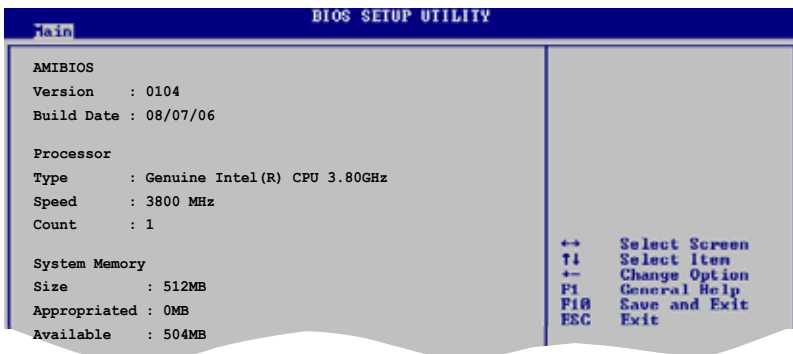 BIOS SETUP UTILITY
Main
AMIBIOS
Version : 0104
Build Date : 08/07/06
Processor
Type : Genuine Intel(R) CPU 3.80GHz
Speed : 3800 MHz
Count : 1
System Memory
Size : 512MB
Appropriated : 0MB
Available : 504MB
←→ Select Screen
↑↓ Select Item
+- Change Option
F1 General Help
F10 Save and Exit
ESC Exit